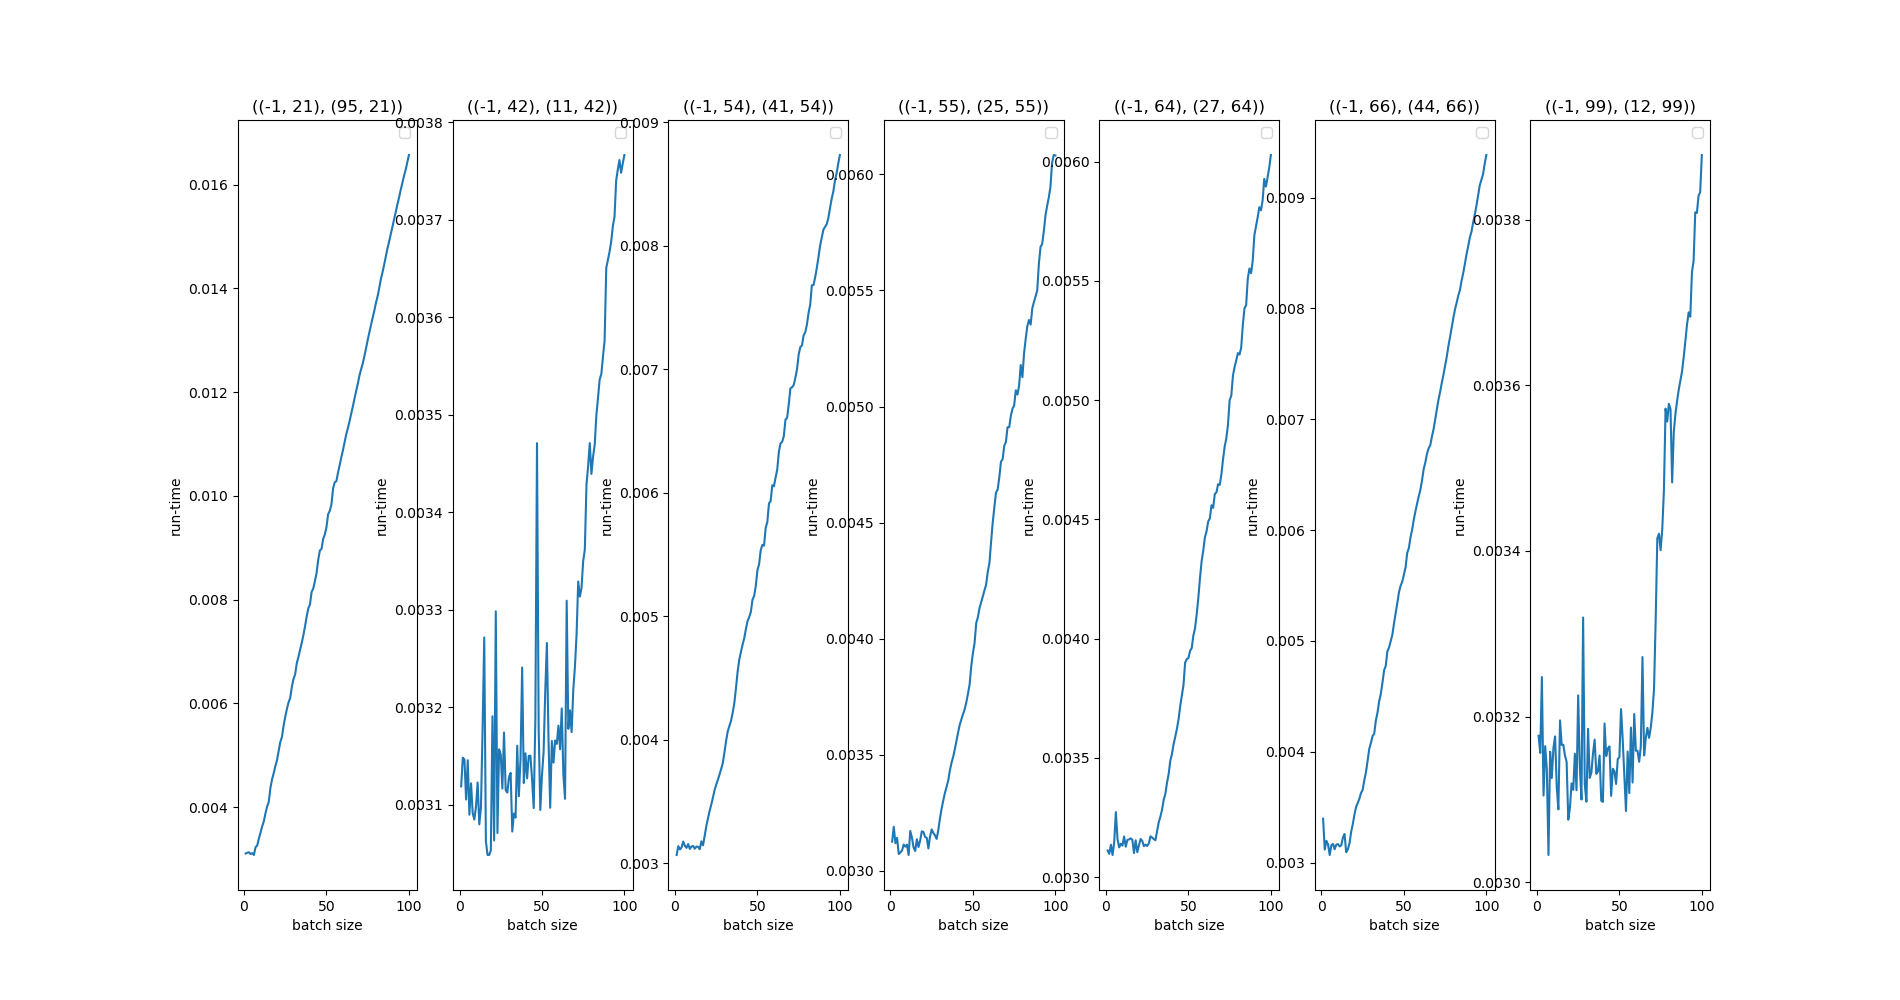 ((-1, 21), (95, 21))
0.016
0.014
0.012
0.010
0.008
0.006
0.004
run-time
0 50 100
batch size
((-1, 42), (11, 42))
0.0038
0.0037
0.0036
0.0035
0.0034
0.0033
0.0032
0.0031
run-time
0 50 100
batch size
((-1, 54), (41, 54))
0.009
0.008
0.007
0.006
0.005
0.004
0.003
run-time
0 50 100
batch size
((-1, 55), (25, 55))
0.0060
0.0055
0.0050
0.0045
0.0040
0.0035
0.0030
run-time
0 50 100
batch size
((-1, 64), (27, 64))
0.0060
0.0055
0.0050
0.0045
0.0040
0.0035
0.0030
run-time
0 50 100
batch size
((-1, 66), (44, 66))
0.009
0.008
0.007
0.006
0.005
0.004
0.003
run-time
0 50 100
batch size
((-1, 99), (12, 99))
0.0038
0.0036
0.0034
0.0032
0.0030
run-time
0 50 100
batch size